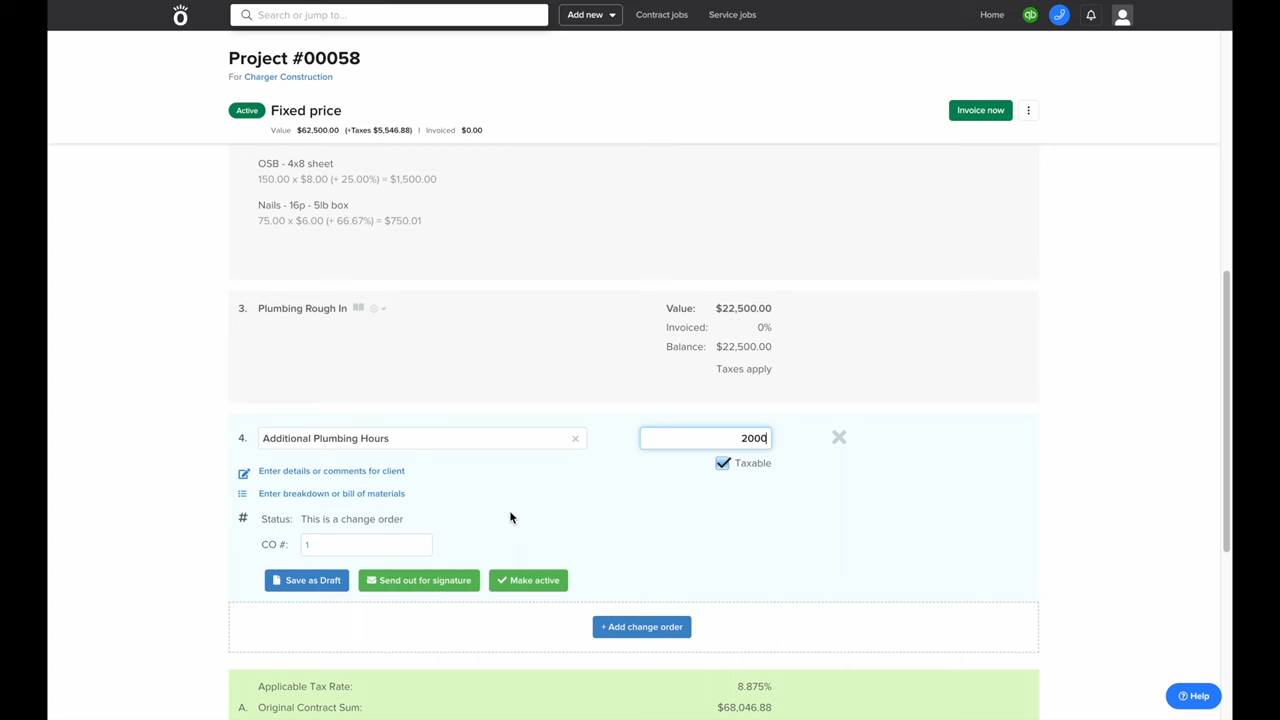 Search or jump to...
Add new
Contract jobs
Service jobs
Home
qb
Project #00058
For Charger Construction
Active
Fixed price
Invoice now
Value $62,500.00 (+Taxes $5,546.88) | Invoiced $0.00
OSB - 4x8 sheet
150.00 x $8.00 (+ 25.00%) = $1,500.00
Nails - 16p - 5lb box
75.00 x $6.00 (+ 66.67%) = $750.01
3. Plumbing Rough In
Value: $22,500.00
Invoiced: 0%
Balance: $22,500.00
Taxes apply
4. Additional Plumbing Hours
2000
Taxable
Enter details or comments for client
Enter breakdown or bill of materials
# Status: This is a change order
CO #: 1
Save as Draft
Send out for signature
Make active
+ Add change order
Applicable Tax Rate: 8.875%
A. Original Contract Sum: $68,046.88
Help